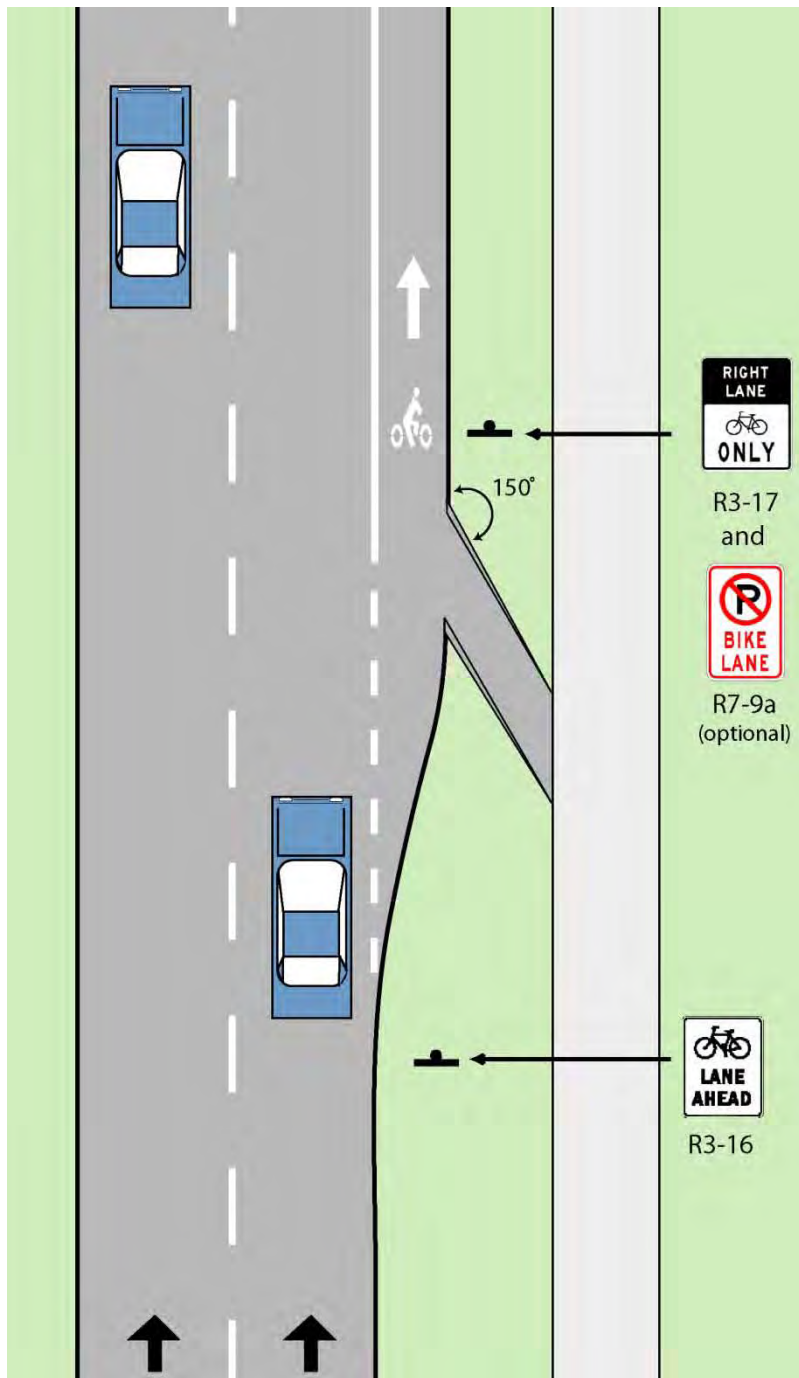 RIGHT
LANE
ONLY
150°
R3-17
and
P
BIKE
LANE
R7-9a
(optional)
LANE
AHEAD
R3-16